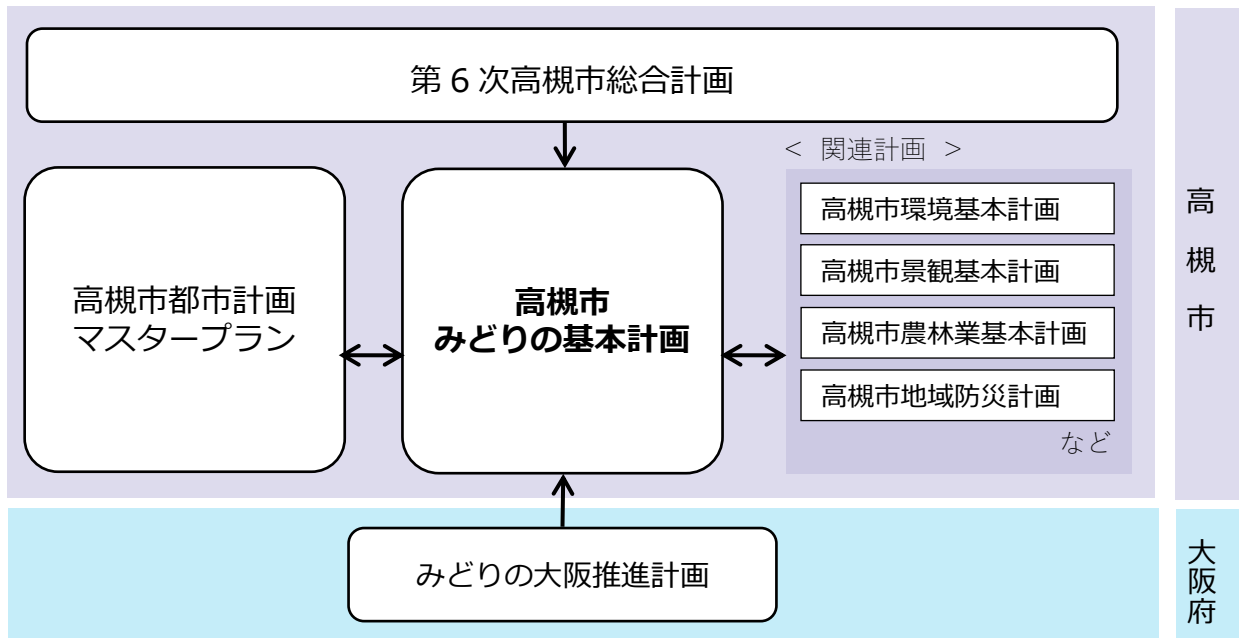 第6次高槻市総合計画
高槻市都市計画
マスタープラン
高槻市
みどりの基本計画
< 関連計画 >
高槻市環境基本計画
高槻市景観基本計画
高槻市農林業基本計画
高槻市地域防災計画
など
高槻市
みどりの大阪推進計画
大阪府